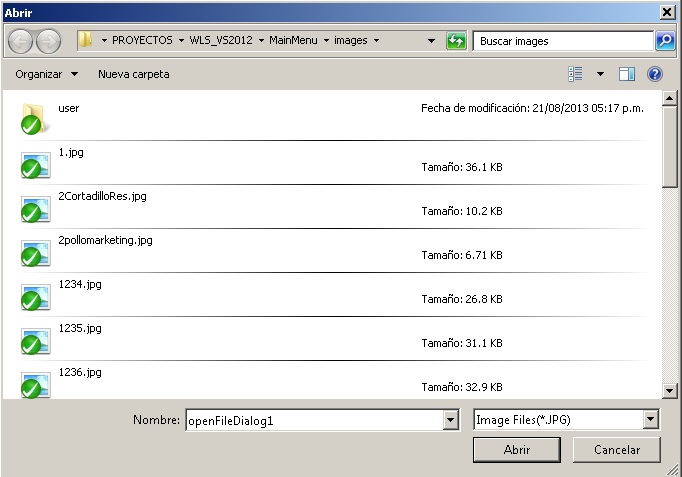 Abrir
PROYECTOS WLS_VS2012 MainMenu images
Buscar images
Organizar Nueva carpeta
user Fecha de modificación: 21/08/2013 05:17 p.m.
1.jpg
Tamaño: 36.1 KB
2CortadilloRes.jpg
Tamaño: 10.2 KB
2pollomarketing.jpg
Tamaño: 6.71 KB
1234.jpg
Tamaño: 26.8 KB
1235.jpg
Tamaño: 31.1 KB
1236.jpg
Tamaño: 32.9 KB
Nombre: openFileDialog1 Image Files(*.JPG)
Abrir Cancelar